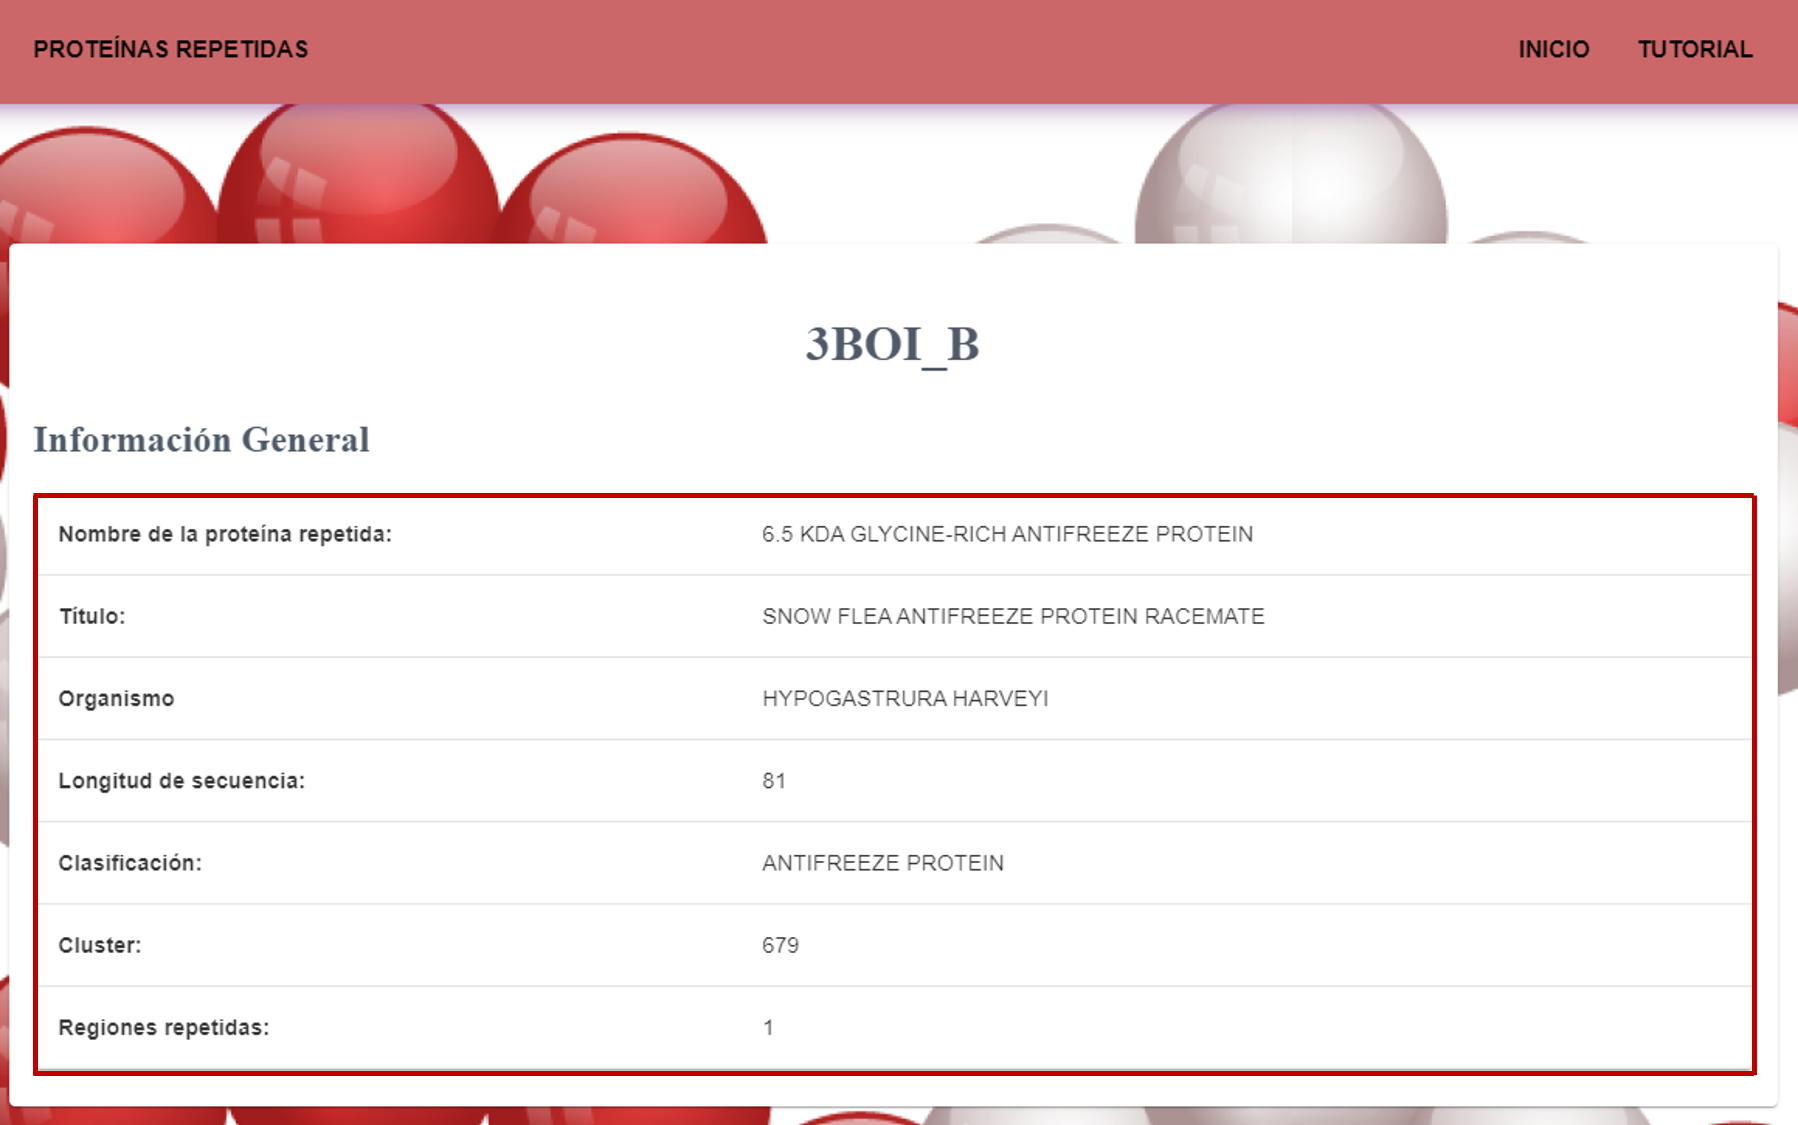 PROTEÍNAS REPETIDAS INICIO TUTORIAL
3BOI_B
Información General
Nombre de la proteína repetida: 6.5 KDA GLYCINE-RICH ANTIFREEZE PROTEIN
Título: SNOW FLEA ANTIFREEZE PROTEIN RACEMATE
Organismo HYPOGASTRURA HARVEYI
Longitud de secuencia: 81
Clasificación: ANTIFREEZE PROTEIN
Cluster: 679
Regiones repetidas: 1